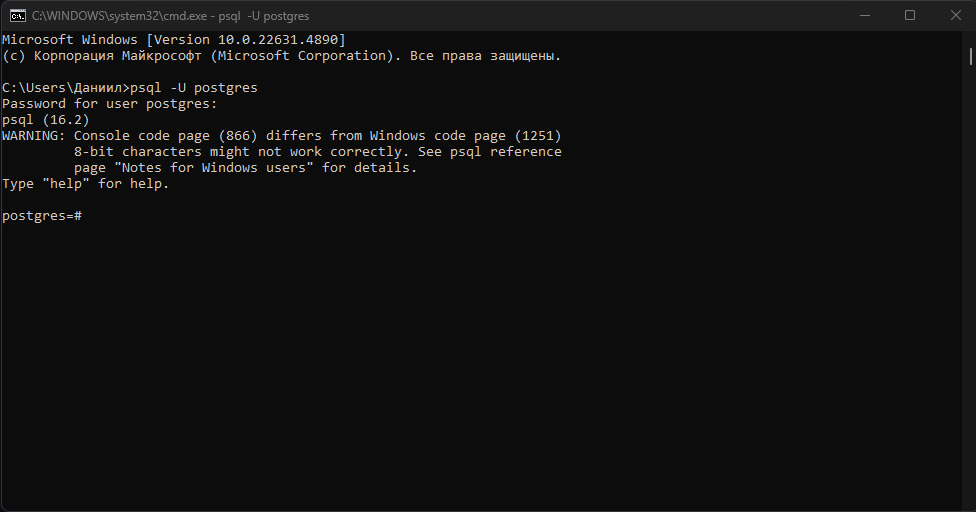 C:\WINDOWS\system32\cmd.exe - psql -U postgres
Microsoft Windows [Version 10.0.22631.4890]
(c) Корпорация Майкрософт (Microsoft Corporation). Все права защищены.
C:\Users\Даниил>psql -U postgres
Password for user postgres:
psql (16.2)
WARNING: Console code page (866) differs from Windows code page (1251)
         8-bit characters might not work correctly. See psql reference
         page "Notes for Windows users" for details.
Type "help" for help.
postgres=#